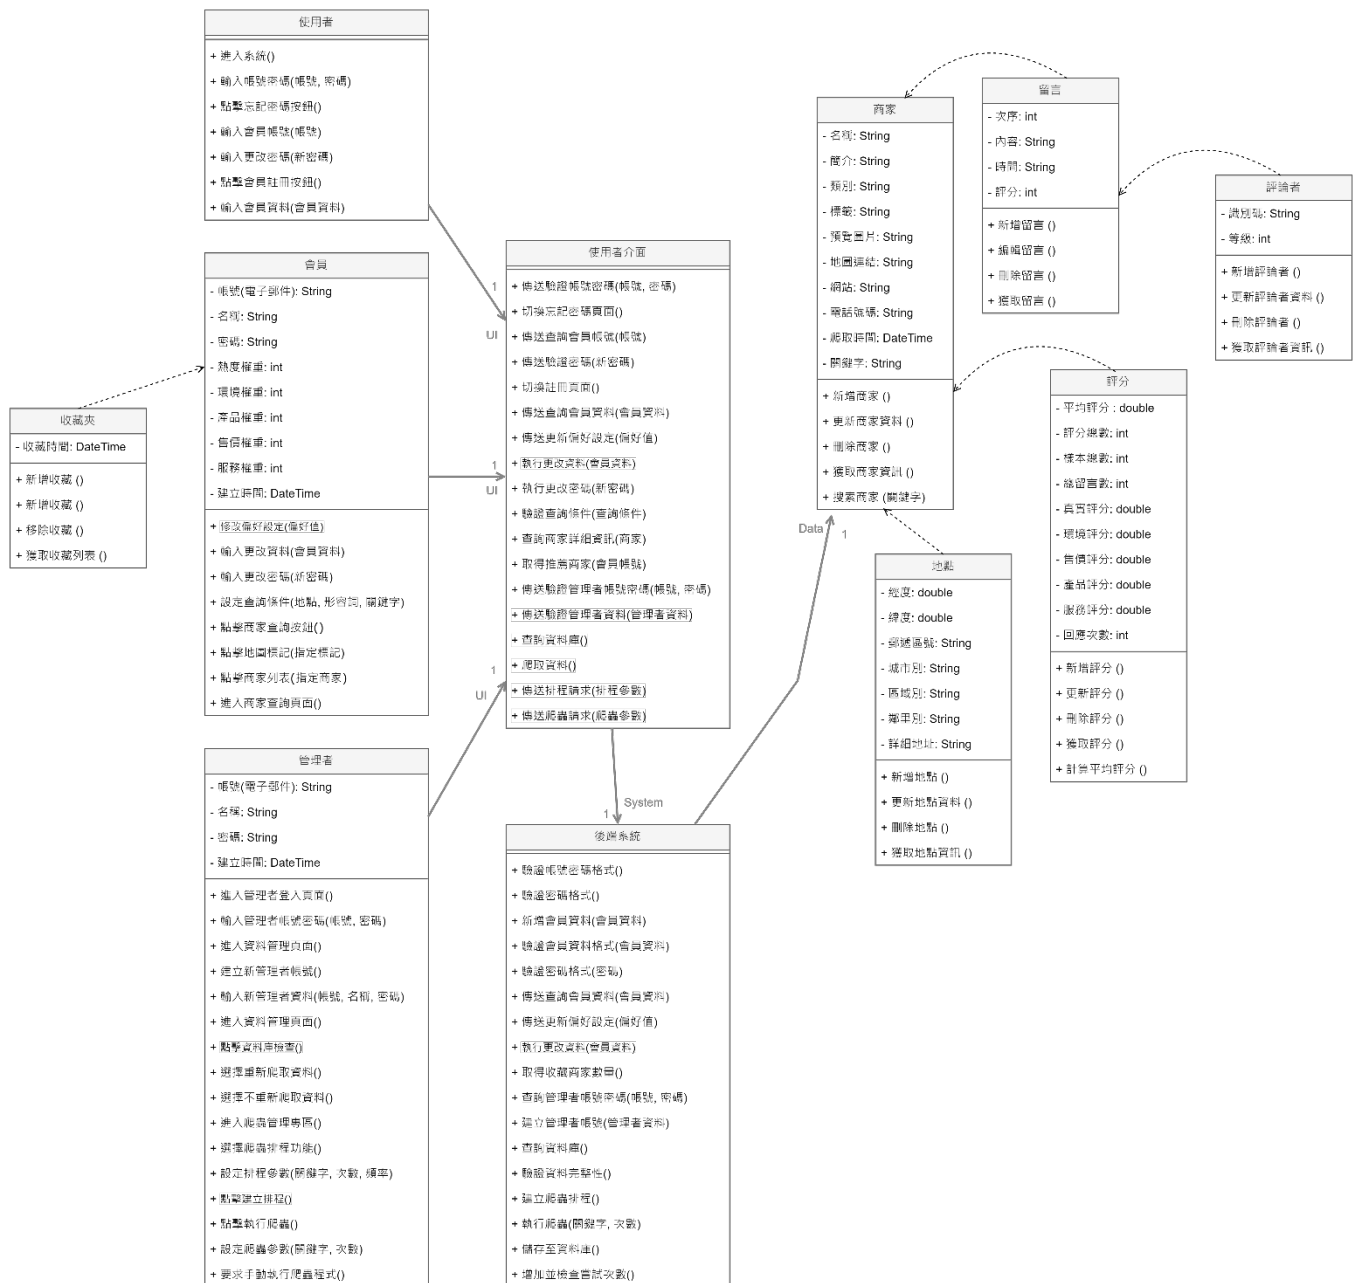 使用者
+ 進入系統()
+ 輸入帳號密碼(帳號, 密碼)
+ 點擊忘記密碼按鈕()
+ 輸入會員帳號(帳號)
+ 輸入更改密碼(新密碼)
+ 點擊會員註冊按鈕()
+ 輸入會員資料(會員資料)
會員
- 帳號(電子郵件): String
- 名稱: String
- 密碼: String
- 熱度權重: int
- 環境權重: int
- 產品權重: int
- 售價權重: int
- 服務權重: int
- 建立時間: DateTime
+ 修改偏好設定(偏好值)
+ 輸入更改資料(會員資料)
+ 輸入更改密碼(新密碼)
+ 設定查詢條件(地點, 形容詞, 關鍵字)
+ 點擊商家查詢按鈕()
+ 點擊地圖標記(指定標記)
+ 點擊商家列表(指定商家)
+ 進入商家查詢頁面()
收藏夾
- 收藏時間: DateTime
+ 新增收藏 ()
+ 新增收藏 ()
+ 移除收藏 ()
+ 獲取收藏列表 ()
管理者
- 帳號(電子郵件): String
- 名稱: String
- 密碼: String
- 建立時間: DateTime
+ 進入管理者登入頁面()
+ 輸入管理者帳號密碼(帳號, 密碼)
+ 進入資料管理頁面()
+ 建立新管理者帳號()
+ 輸入新管理者資料(帳號, 名稱, 密碼)
+ 進入資料管理頁面()
+ 點擊資料庫檢查()
+ 選擇重新爬取資料()
+ 選擇不重新爬取資料()
+ 進入爬蟲管理專區()
+ 選擇爬蟲排程功能()
+ 設定排程參數(關鍵字, 次數, 頻率)
+ 點擊建立排程()
+ 點擊執行爬蟲()
+ 設定爬蟲參數(關鍵字, 次數)
+ 要求手動執行爬蟲程式()
1
UI
1
UI
1
UI
使用者介面
+ 傳送驗證帳號密碼(帳號, 密碼)
+ 切換忘記密碼頁面()
+ 傳送查詢會員帳號(帳號)
+ 傳送驗證密碼(新密碼)
+ 切換註冊頁面()
+ 傳送查詢會員資料(會員資料)
+ 傳送更新偏好設定(偏好值)
+ 執行更改資料(會員資料)
+ 執行更改密碼(新密碼)
+ 驗證查詢條件(查詢條件)
+ 查詢商家詳細資訊(商家)
+ 取得推薦商家(會員帳號)
+ 傳送驗證管理者帳號密碼(帳號, 密碼)
+ 傳送驗證管理者資料(管理者資料)
+ 查詢資料庫()
+ 爬取資料()
+ 傳送排程請求(排程參數)
+ 傳送爬蟲請求(爬蟲參數)
System
1
後端系統
+ 驗證帳號密碼格式()
+ 驗證密碼格式()
+ 新增會員資料(會員資料)
+ 驗證會員資料格式(會員資料)
+ 驗證密碼格式(密碼)
+ 傳送查詢會員資料(會員資料)
+ 傳送更新偏好設定(偏好值)
+ 執行更改資料(會員資料)
+ 取得收藏商家數量()
+ 查詢管理者帳號密碼(帳號, 密碼)
+ 建立管理者帳號(管理者資料)
+ 查詢資料庫()
+ 驗證資料完整性()
+ 建立爬蟲排程()
+ 執行爬蟲(關鍵字, 次數)
+ 儲存至資料庫()
+ 增加並檢查嘗試次數()
Data
1
商家
- 名稱: String
- 簡介: String
- 類別: String
- 標籤: String
- 預覽圖片: String
- 地圖連結: String
- 網站: String
- 電話號碼: String
- 爬取時間: DateTime
- 關鍵字: String
+ 新增商家 ()
+ 更新商家資料 ()
+ 刪除商家 ()
+ 獲取商家資訊 ()
+ 搜索商家 (關鍵字)
留言
- 次序: int
- 內容: String
- 時間: String
- 評分: int
+ 新增留言 ()
+ 編輯留言 ()
+ 刪除留言 ()
+ 獲取留言 ()
評論者
- 識別碼: String
- 等級: int
+ 新增評論者 ()
+ 更新評論者資料 ()
+ 刪除評論者 ()
+ 獲取評論者資訊 ()
評分
- 平均評分 : double
- 評分總數: int
- 樣本總數: int
- 總留言數: int
- 真實評分: double
- 環境評分: double
- 售價評分: double
- 產品評分: double
- 服務評分: double
- 回應次數: int
+ 新增評分 ()
+ 更新評分 ()
+ 刪除評分 ()
+ 獲取評分 ()
+ 計算平均評分 ()
地點
- 經度: double
- 緯度: double
- 郵遞區號: String
- 城市別: String
- 區域別: String
- 鄰里別: String
- 詳細地址: String
+ 新增地點 ()
+ 更新地點資料 ()
+ 刪除地點 ()
+ 獲取地點資訊 ()